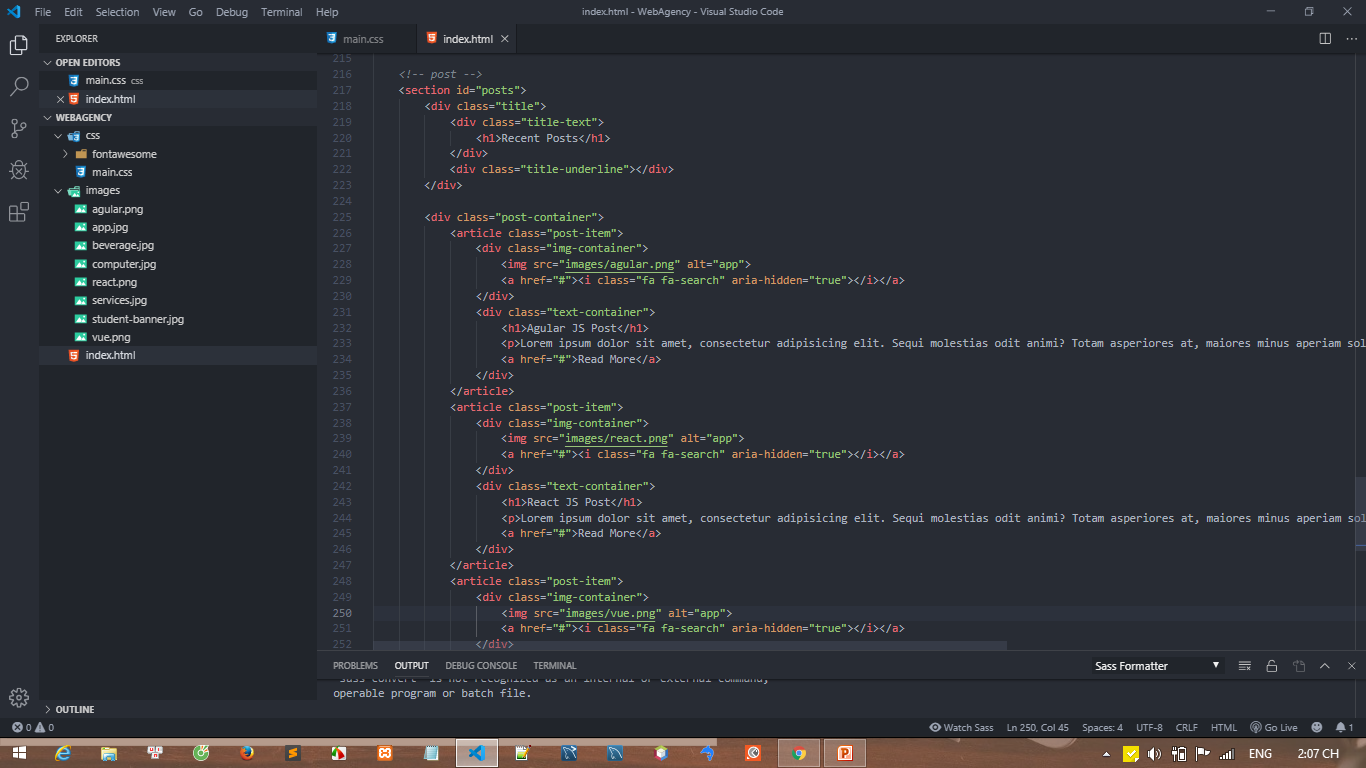 File Edit Selection View Go Debug Terminal Help
index.html - WebAgency - Visual Studio Code
EXPLORER
OPEN EDITORS
main.css css
index.html
WEBAGENCY
css
fontawesome
main.css
images
agular.png
app.jpg
beverage.jpg
computer.jpg
react.png
services.jpg
student-banner.jpg
vue.png
index.html
OUTLINE
main.css
index.html
215
216 <!-- post -->
217 <section id="posts">
218 <div class="title">
219 <div class="title-text">
220 <h1>Recent Posts</h1>
221 </div>
222 <div class="title-underline"></div>
223 </div>
224
225 <div class="post-container">
226 <article class="post-item">
227 <div class="img-container">
228 <img src="images/agular.png" alt="app">
229 <a href="#"><i class="fa fa-search" aria-hidden="true"></i></a>
230 </div>
231 <div class="text-container">
232 <h1>Agular JS Post</h1>
233 <p>Lorem ipsum dolor sit amet, consectetur adipisicing elit. Sequi molestias odit animi? Totam asperiores at, maiores minus aperiam sol
234 <a href="#">Read More</a>
235 </div>
236 </article>
237 <article class="post-item">
238 <div class="img-container">
239 <img src="images/react.png" alt="app">
240 <a href="#"><i class="fa fa-search" aria-hidden="true"></i></a>
241 </div>
242 <div class="text-container">
243 <h1>React JS Post</h1>
244 <p>Lorem ipsum dolor sit amet, consectetur adipisicing elit. Sequi molestias odit animi? Totam asperiores at, maiores minus aperiam sol
245 <a href="#">Read More</a>
246 </div>
247 </article>
248 <article class="post-item">
249 <div class="img-container">
250 <img src="images/vue.png" alt="app">
251 <a href="#"><i class="fa fa-search" aria-hidden="true"></i></a>
252 </div>
PROBLEMS OUTPUT DEBUG CONSOLE TERMINAL
Sass Formatter
'sass-convert' is not recognized as an internal or external command,
operable program or batch file.
0 0
Watch Sass Ln 250, Col 45 Spaces: 4 UTF-8 CRLF HTML Go Live 1
ENG 2:07 CH